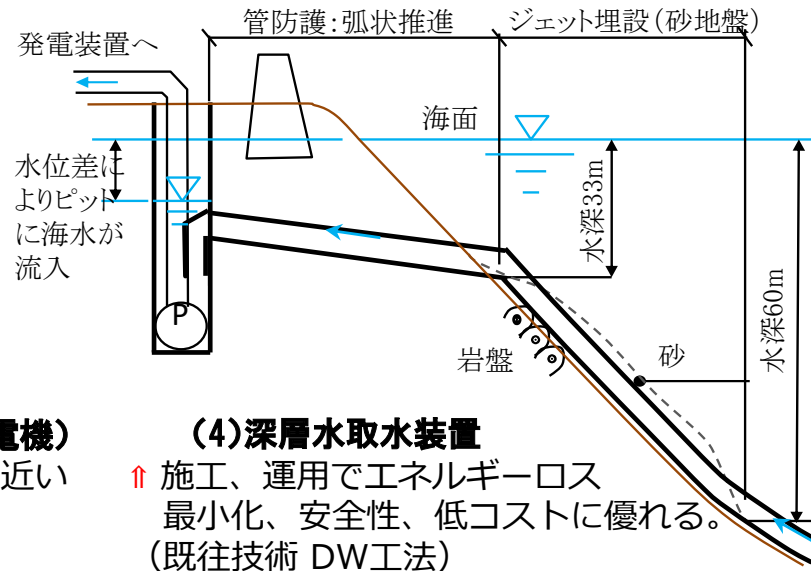 管防護:弧状推進
ジェット埋設(砂地盤)
発電装置へ
海面
水位差に
よりピット
に海水が
流入
水深33m
水深60m
P
岩盤
砂
電機)
近い
(4)深層水取水装置
⇑ 施工、運用でエネルギーロス
最小化、安全性、低コストに優れる。
(既往技術 DW工法)